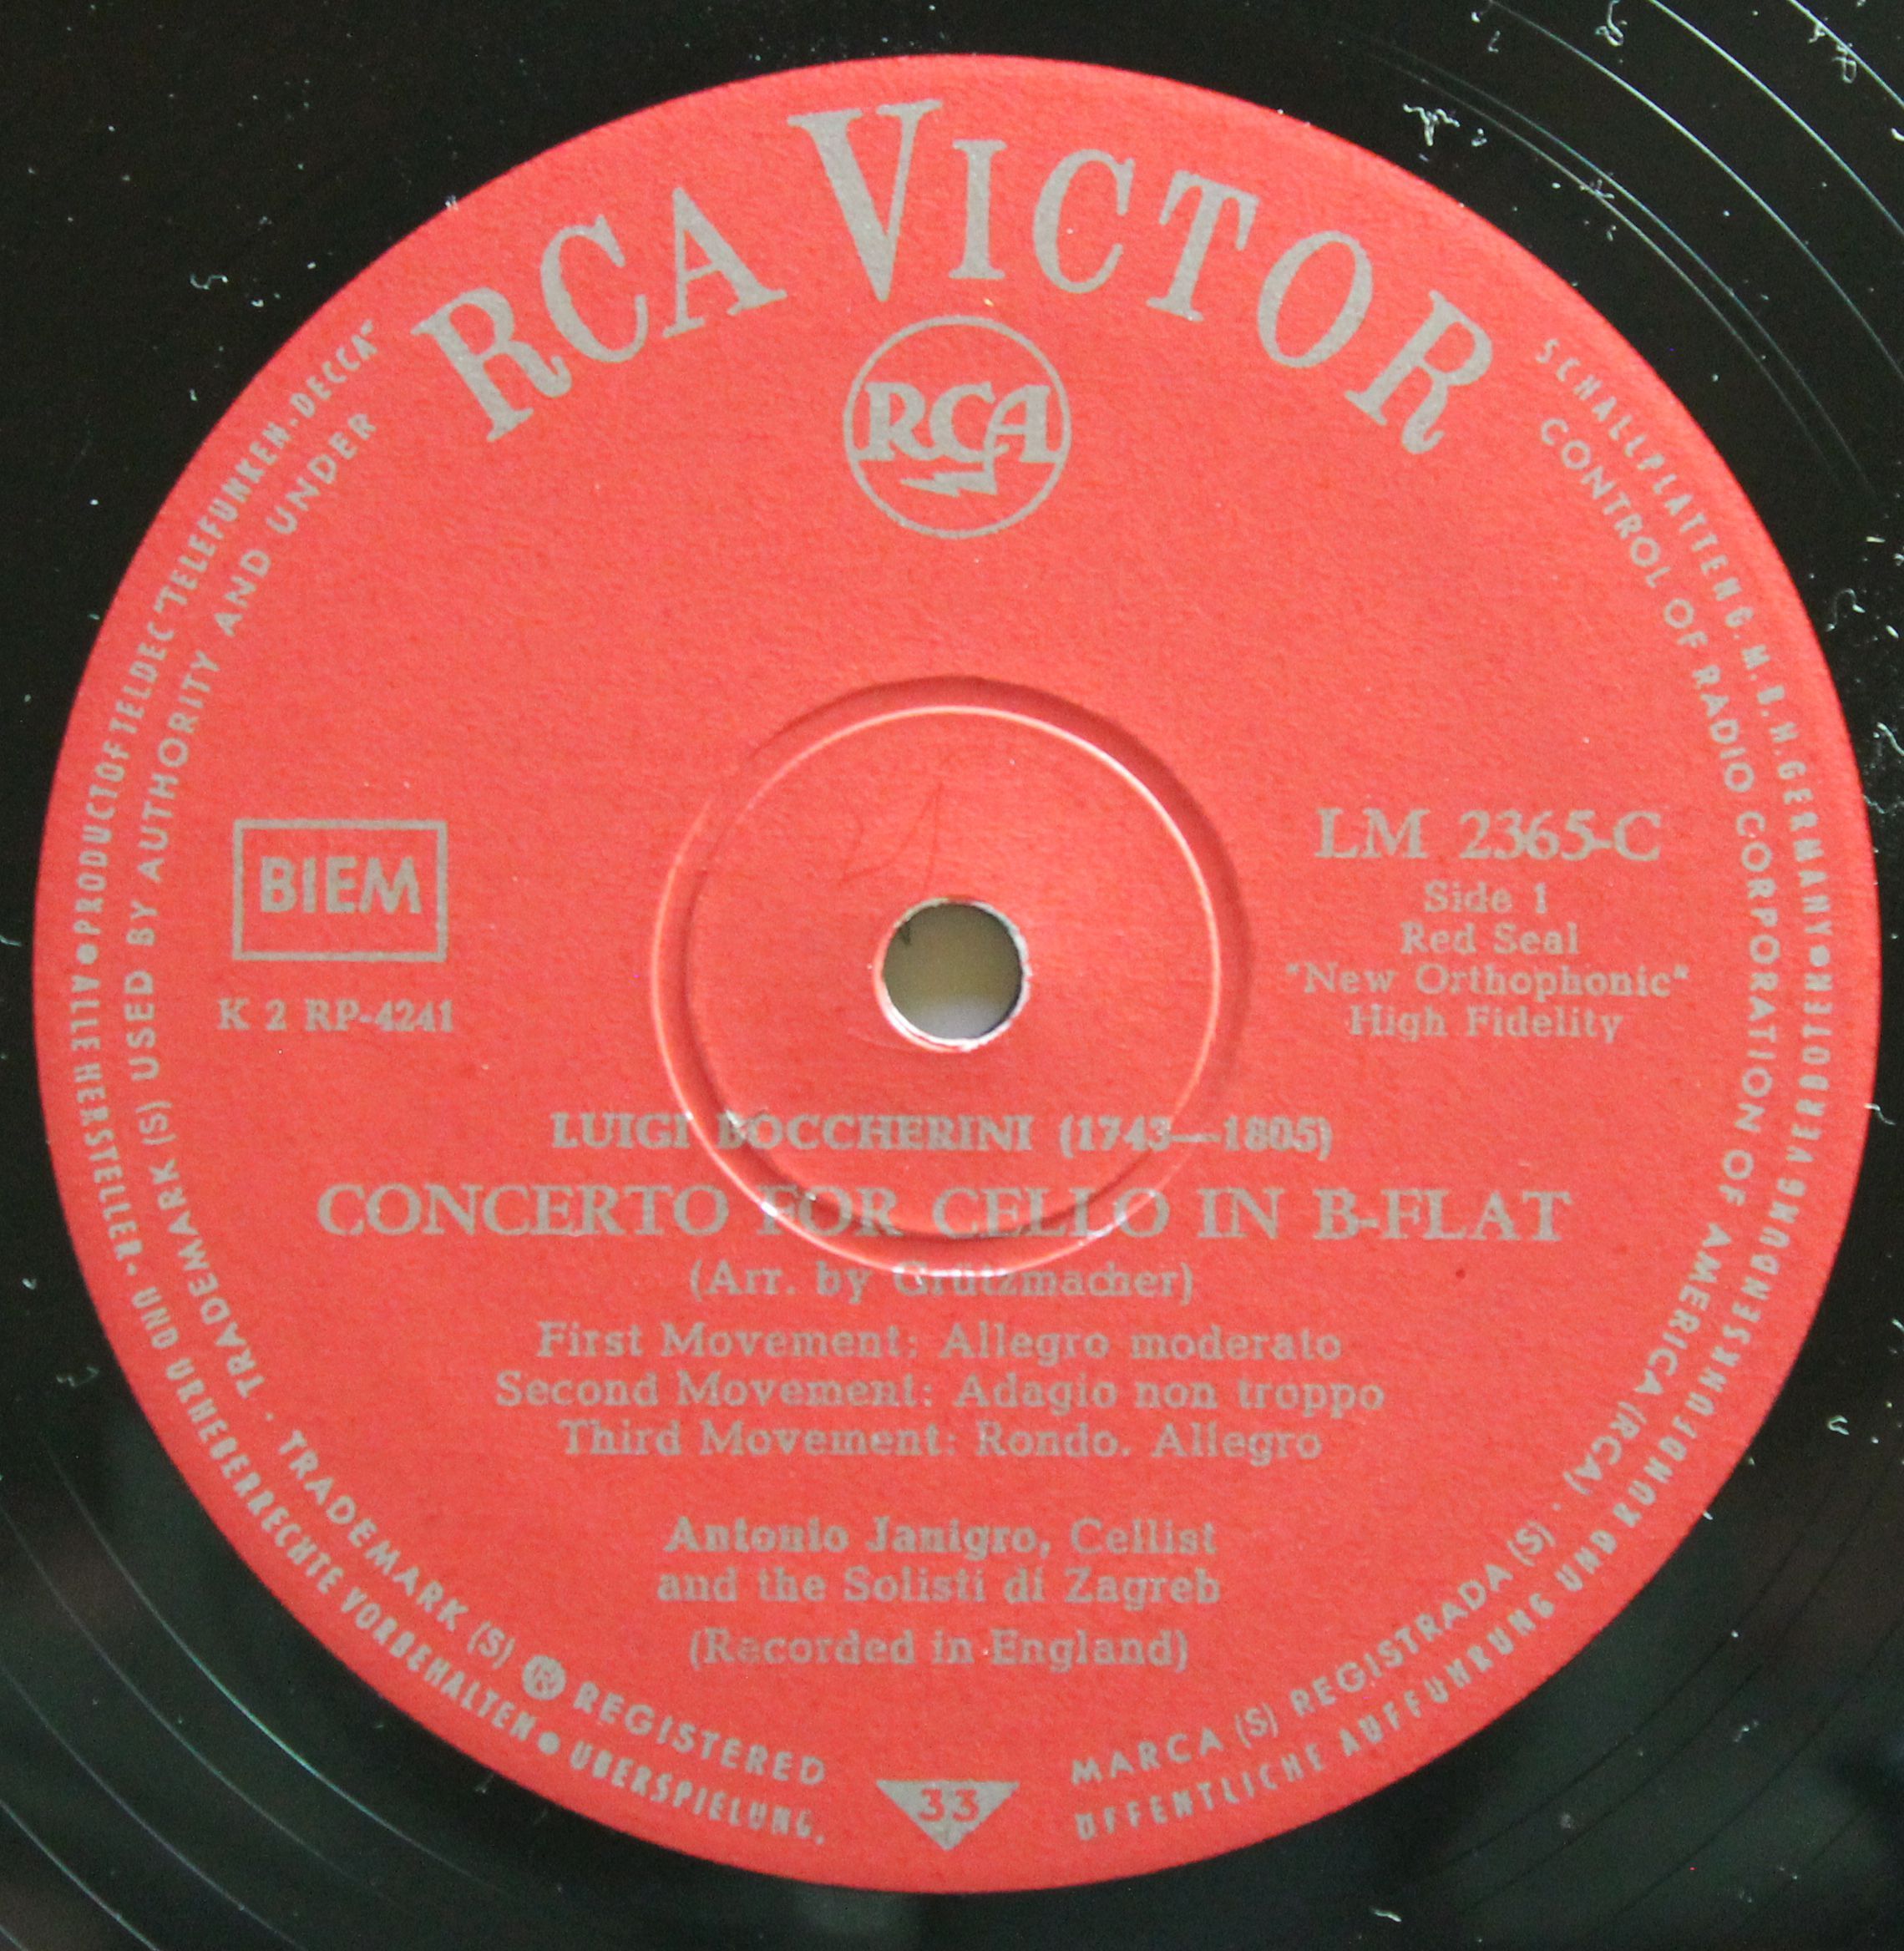 RCA VICTOR
RCA
BIEM
K 2 RP-4241
LM 2365-C
Side 1
Red Seal
"New Orthophonic"
High Fidelity
LUIGI BOCCHERINI (1743—1805)
CONCERTO FOR CELLO IN B-FLAT
(Arr. by Grützmacher)
First Movement: Allegro moderato
Second Movement: Adagio non troppo
Third Movement: Rondo. Allegro
Antonio Janigro, Cellist
and the Solisti di Zagreb
(Recorded in England)
33
TRADEMARK (S) USED BY AUTHORITY AND UNDER CONTROL OF RADIO CORPORATION OF AMERICA (RCA) ·
TRADEMARK (S) ® REGISTERED
MARCA (S) REGISTRADA (S) ·
ALLE HERSTELLER- UND URHEBERRECHTE VORBEHALTEN ● ÜBERSPIELUNG,
ÖFFENTLICHE AUFFÜHRUNG UND RUNDFUNKSENDUNG VERBOTEN ●
PRODUCT OF TELDEC "TELEFUNKEN-DECCA" SCHALLPLATTEN G.M.B.H. GERMANY